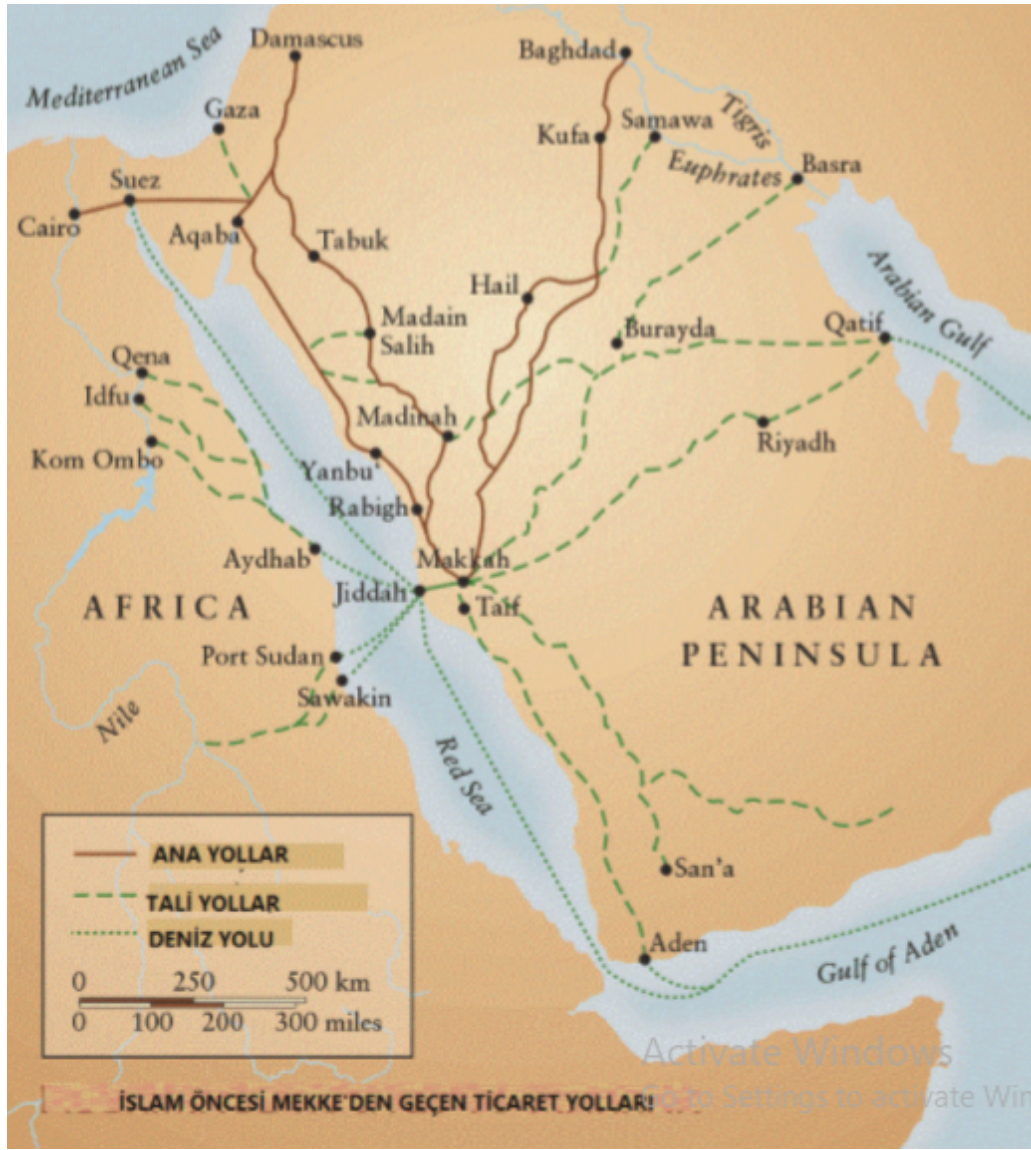 Damascus
Baghdad
Mediterranean Sea
Gaza
Kufa
Samawa
Tigris
Euphrates
Basra
Suez
Cairo
Aqaba
Tabuk
Hail
Arabian Gulf
Madain
Salih
Burayda
Qatif
Qena
Idfu
Madinah
Riyadh
Kom Ombo
Yanbu'
Rabigh
Aydhab
Makkah
Jiddah
Taif
AFRICA
ARABIAN
PENINSULA
Port Sudan
Sawakin
Nile
Red Sea
ANA YOLLAR
TALİ YOLLAR
DENİZ YOLU
San'a
Aden
Gulf of Aden
0 250 500 km
0 100 200 300 miles
Activate Windows
Go to Settings to activate Win
İSLAM ÖNCESİ MEKKE'DEN GEÇEN TİCARET YOLLAR!